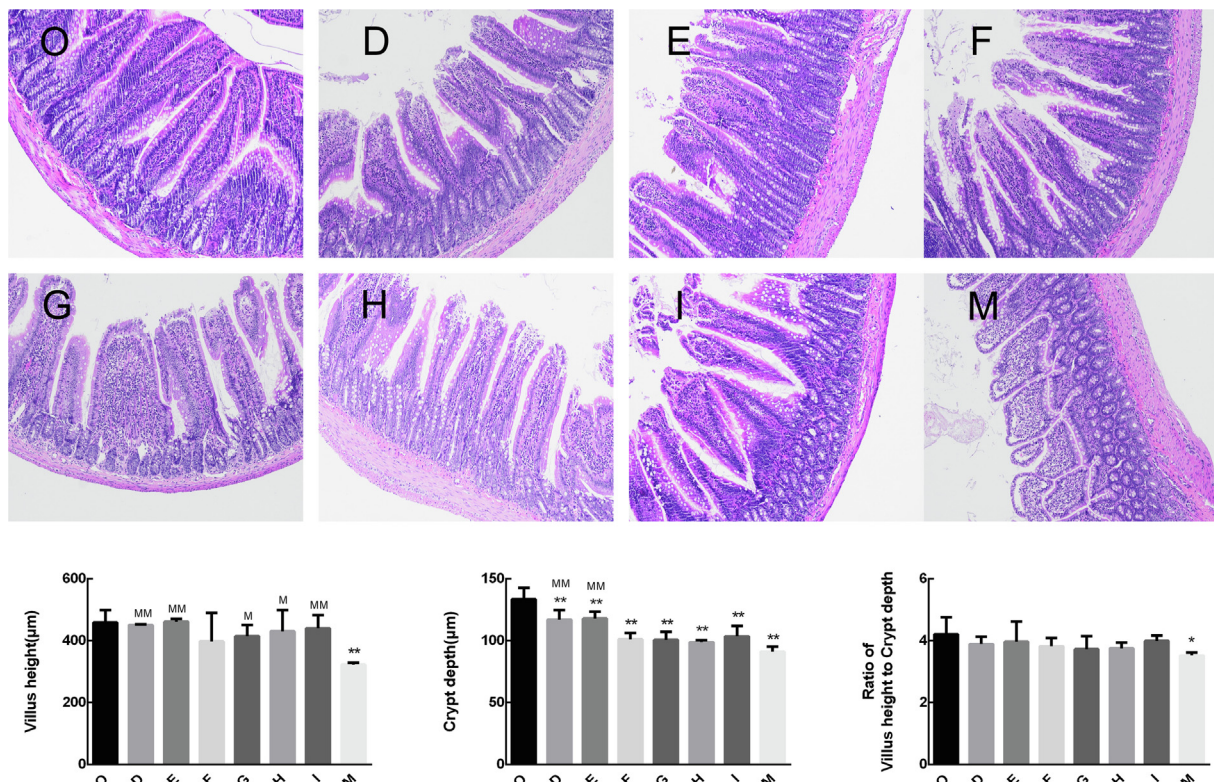 O D E F
G H I M
600
400
200
0
Villus height(μm)
MM MM M M MM **
O D E F G H I M
150
100
50
0
Crypt depth(μm)
MM MM
** ** ** ** ** ** **
O D E F G H I M
6
4
2
0
Ratio of
Villus height to Crypt depth
*
O D E F G H I M